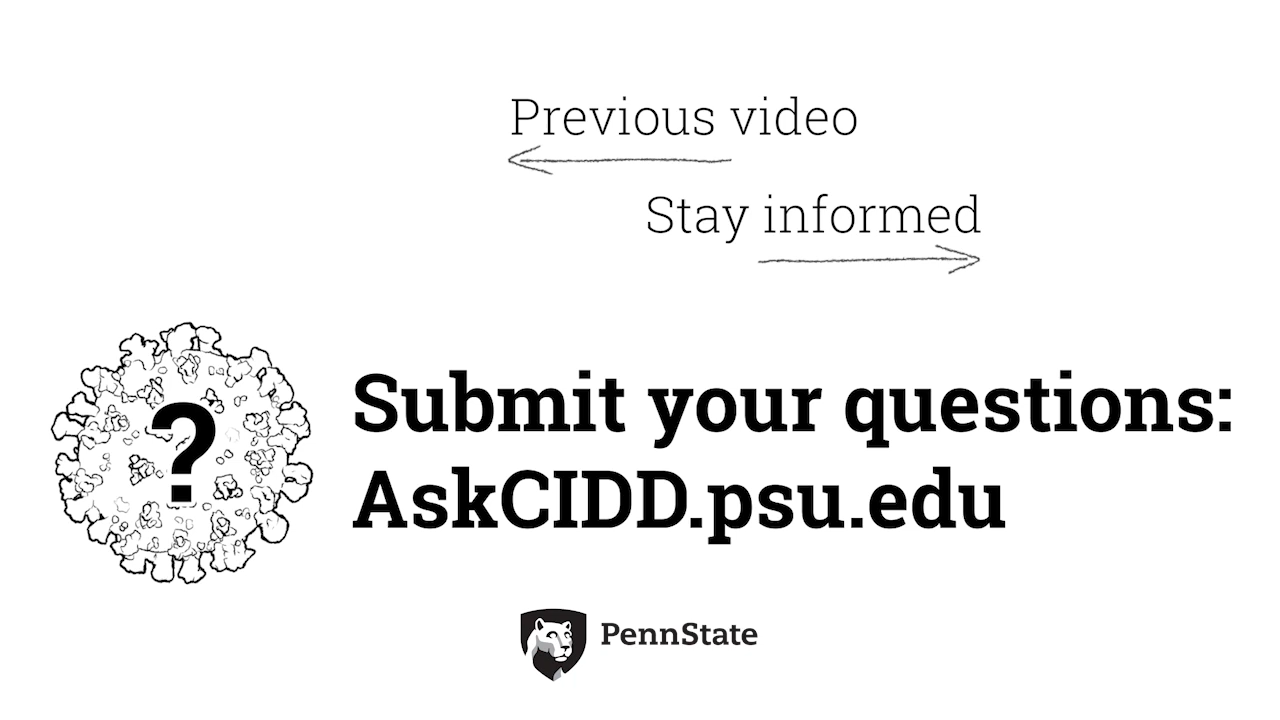 Previous video
Stay informed
?
Submit your questions:
AskCIDD.psu.edu
PennState